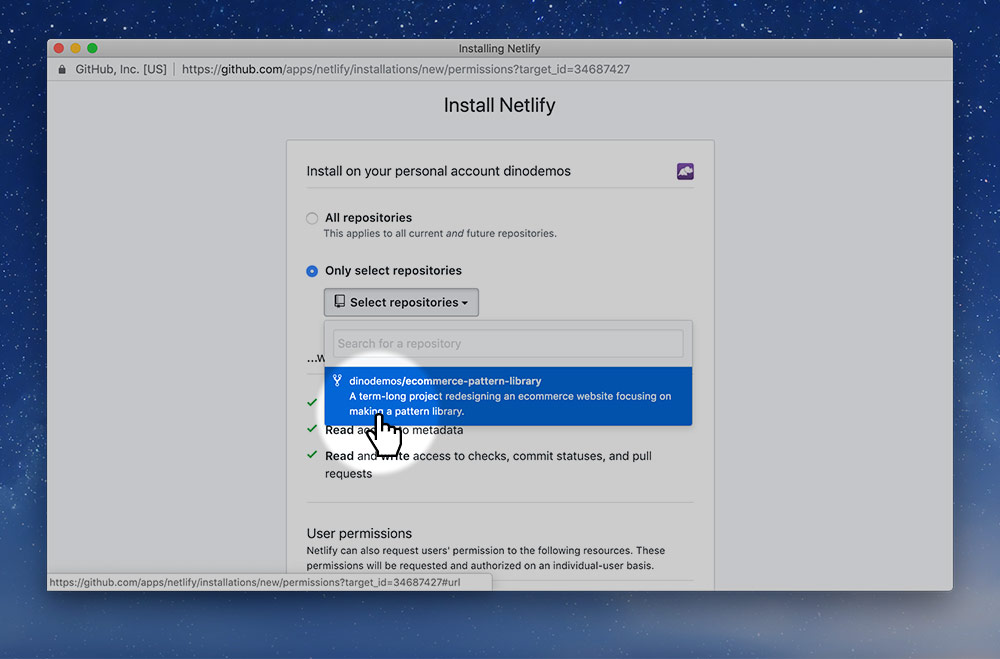 Installing Netlify
GitHub, Inc. [US] | https://github.com/apps/netlify/installations/new/permissions?target_id=34687427
Install Netlify
Install on your personal account dinodemos
All repositories
This applies to all current and future repositories.
Only select repositories
Select repositories
Search for a repository
...w
dinodemos/ecommerce-pattern-library
A term-long project redesigning an ecommerce website focusing on
making a pattern library.
Read to metadata
Read and write access to checks, commit statuses, and pull
requests
User permissions
Netlify can also request users' permission to the following resources. These
permissions will be requested and authorized on an individual-user basis.
https://github.com/apps/netlify/installations/new/permissions?target_id=34687427#url